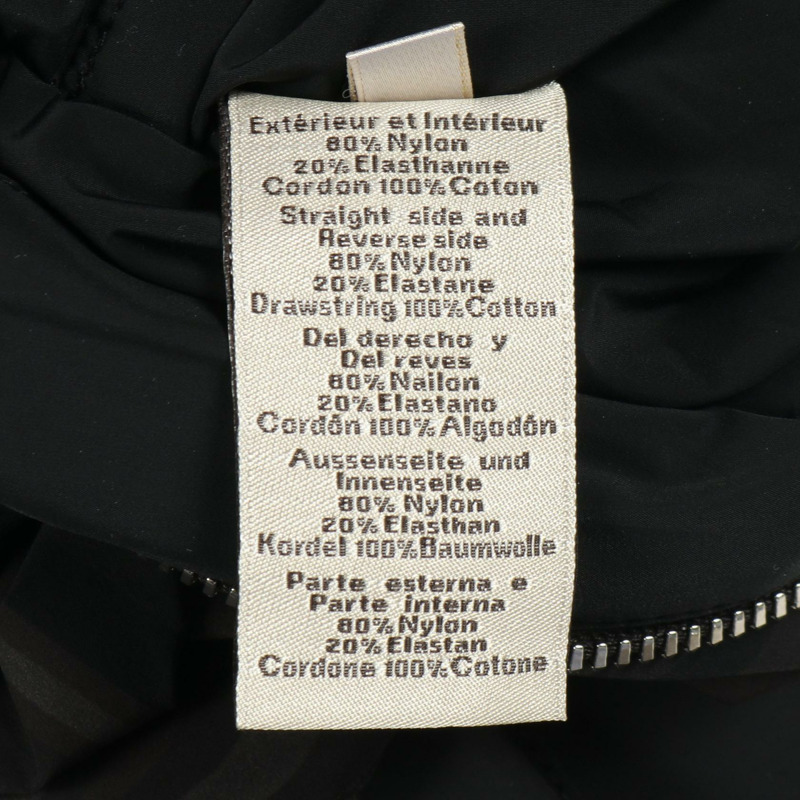 Extérieur et Intérieur
80% Nylon
20% Elasthanne
Cordon 100% Coton
Straight side and
Reverse side
80% Nylon
20% Elastane
Drawstring 100% Cotton
Del derecho y
Del reves
80% Nailon
20% Elastano
Cordón 100% Algodón
Aussenseite und
Innenseite
80% Nylon
20% Elasthan
Kordel 100% Baumwolle
Parte esterna e
Parte interna
80% Nylon
20% Elastan
Cordone 100% Cotone